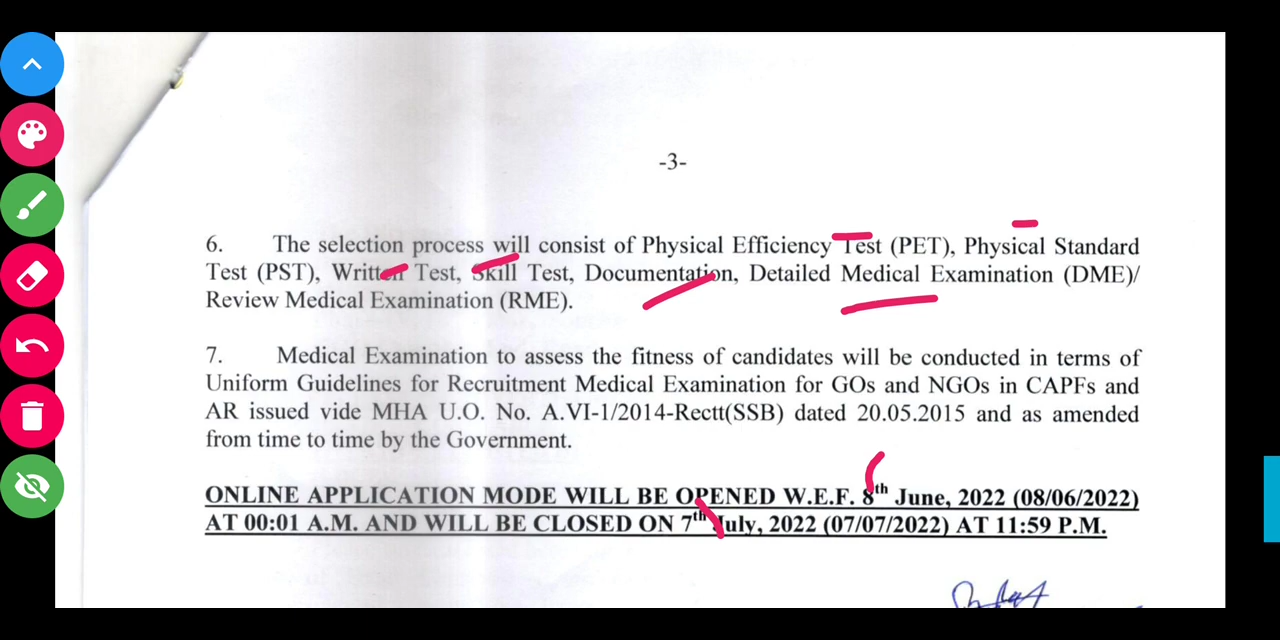 -3-
6. The selection process will consist of Physical Efficiency Test (PET), Physical Standard
Test (PST), Written Test, Skill Test, Documentation, Detailed Medical Examination (DME)/
Review Medical Examination (RME).
7. Medical Examination to assess the fitness of candidates will be conducted in terms of
Uniform Guidelines for Recruitment Medical Examination for GOs and NGOs in CAPFs and
AR issued vide MHA U.O. No. A.VI-1/2014-Rectt(SSB) dated 20.05.2015 and as amended
from time to time by the Government.
ONLINE APPLICATION MODE WILL BE OPENED W.E.F. 8th June, 2022 (08/06/2022)
AT 00:01 A.M. AND WILL BE CLOSED ON 7th July, 2022 (07/07/2022) AT 11:59 P.M.